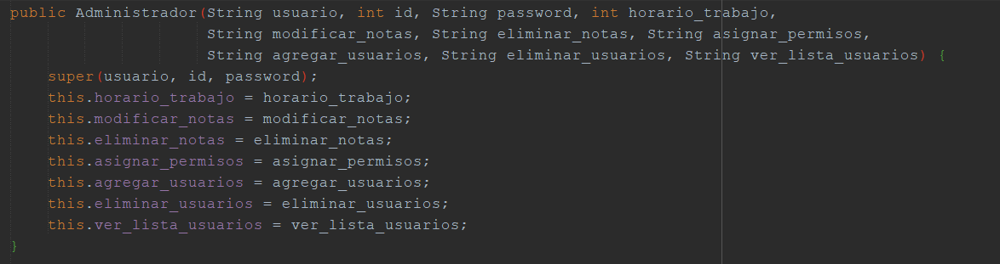 public Administrador(String usuario, int id, String password, int horario_trabajo,
String modificar_notas, String eliminar_notas, String asignar_permisos,
String agregar_usuarios, String eliminar_usuarios, String ver_lista_usuarios) {
super(usuario, id, password);
this.horario_trabajo = horario_trabajo;
this.modificar_notas = modificar_notas;
this.eliminar_notas = eliminar_notas;
this.asignar_permisos = asignar_permisos;
this.agregar_usuarios = agregar_usuarios;
this.eliminar_usuarios = eliminar_usuarios;
this.ver_lista_usuarios = ver_lista_usuarios;
}